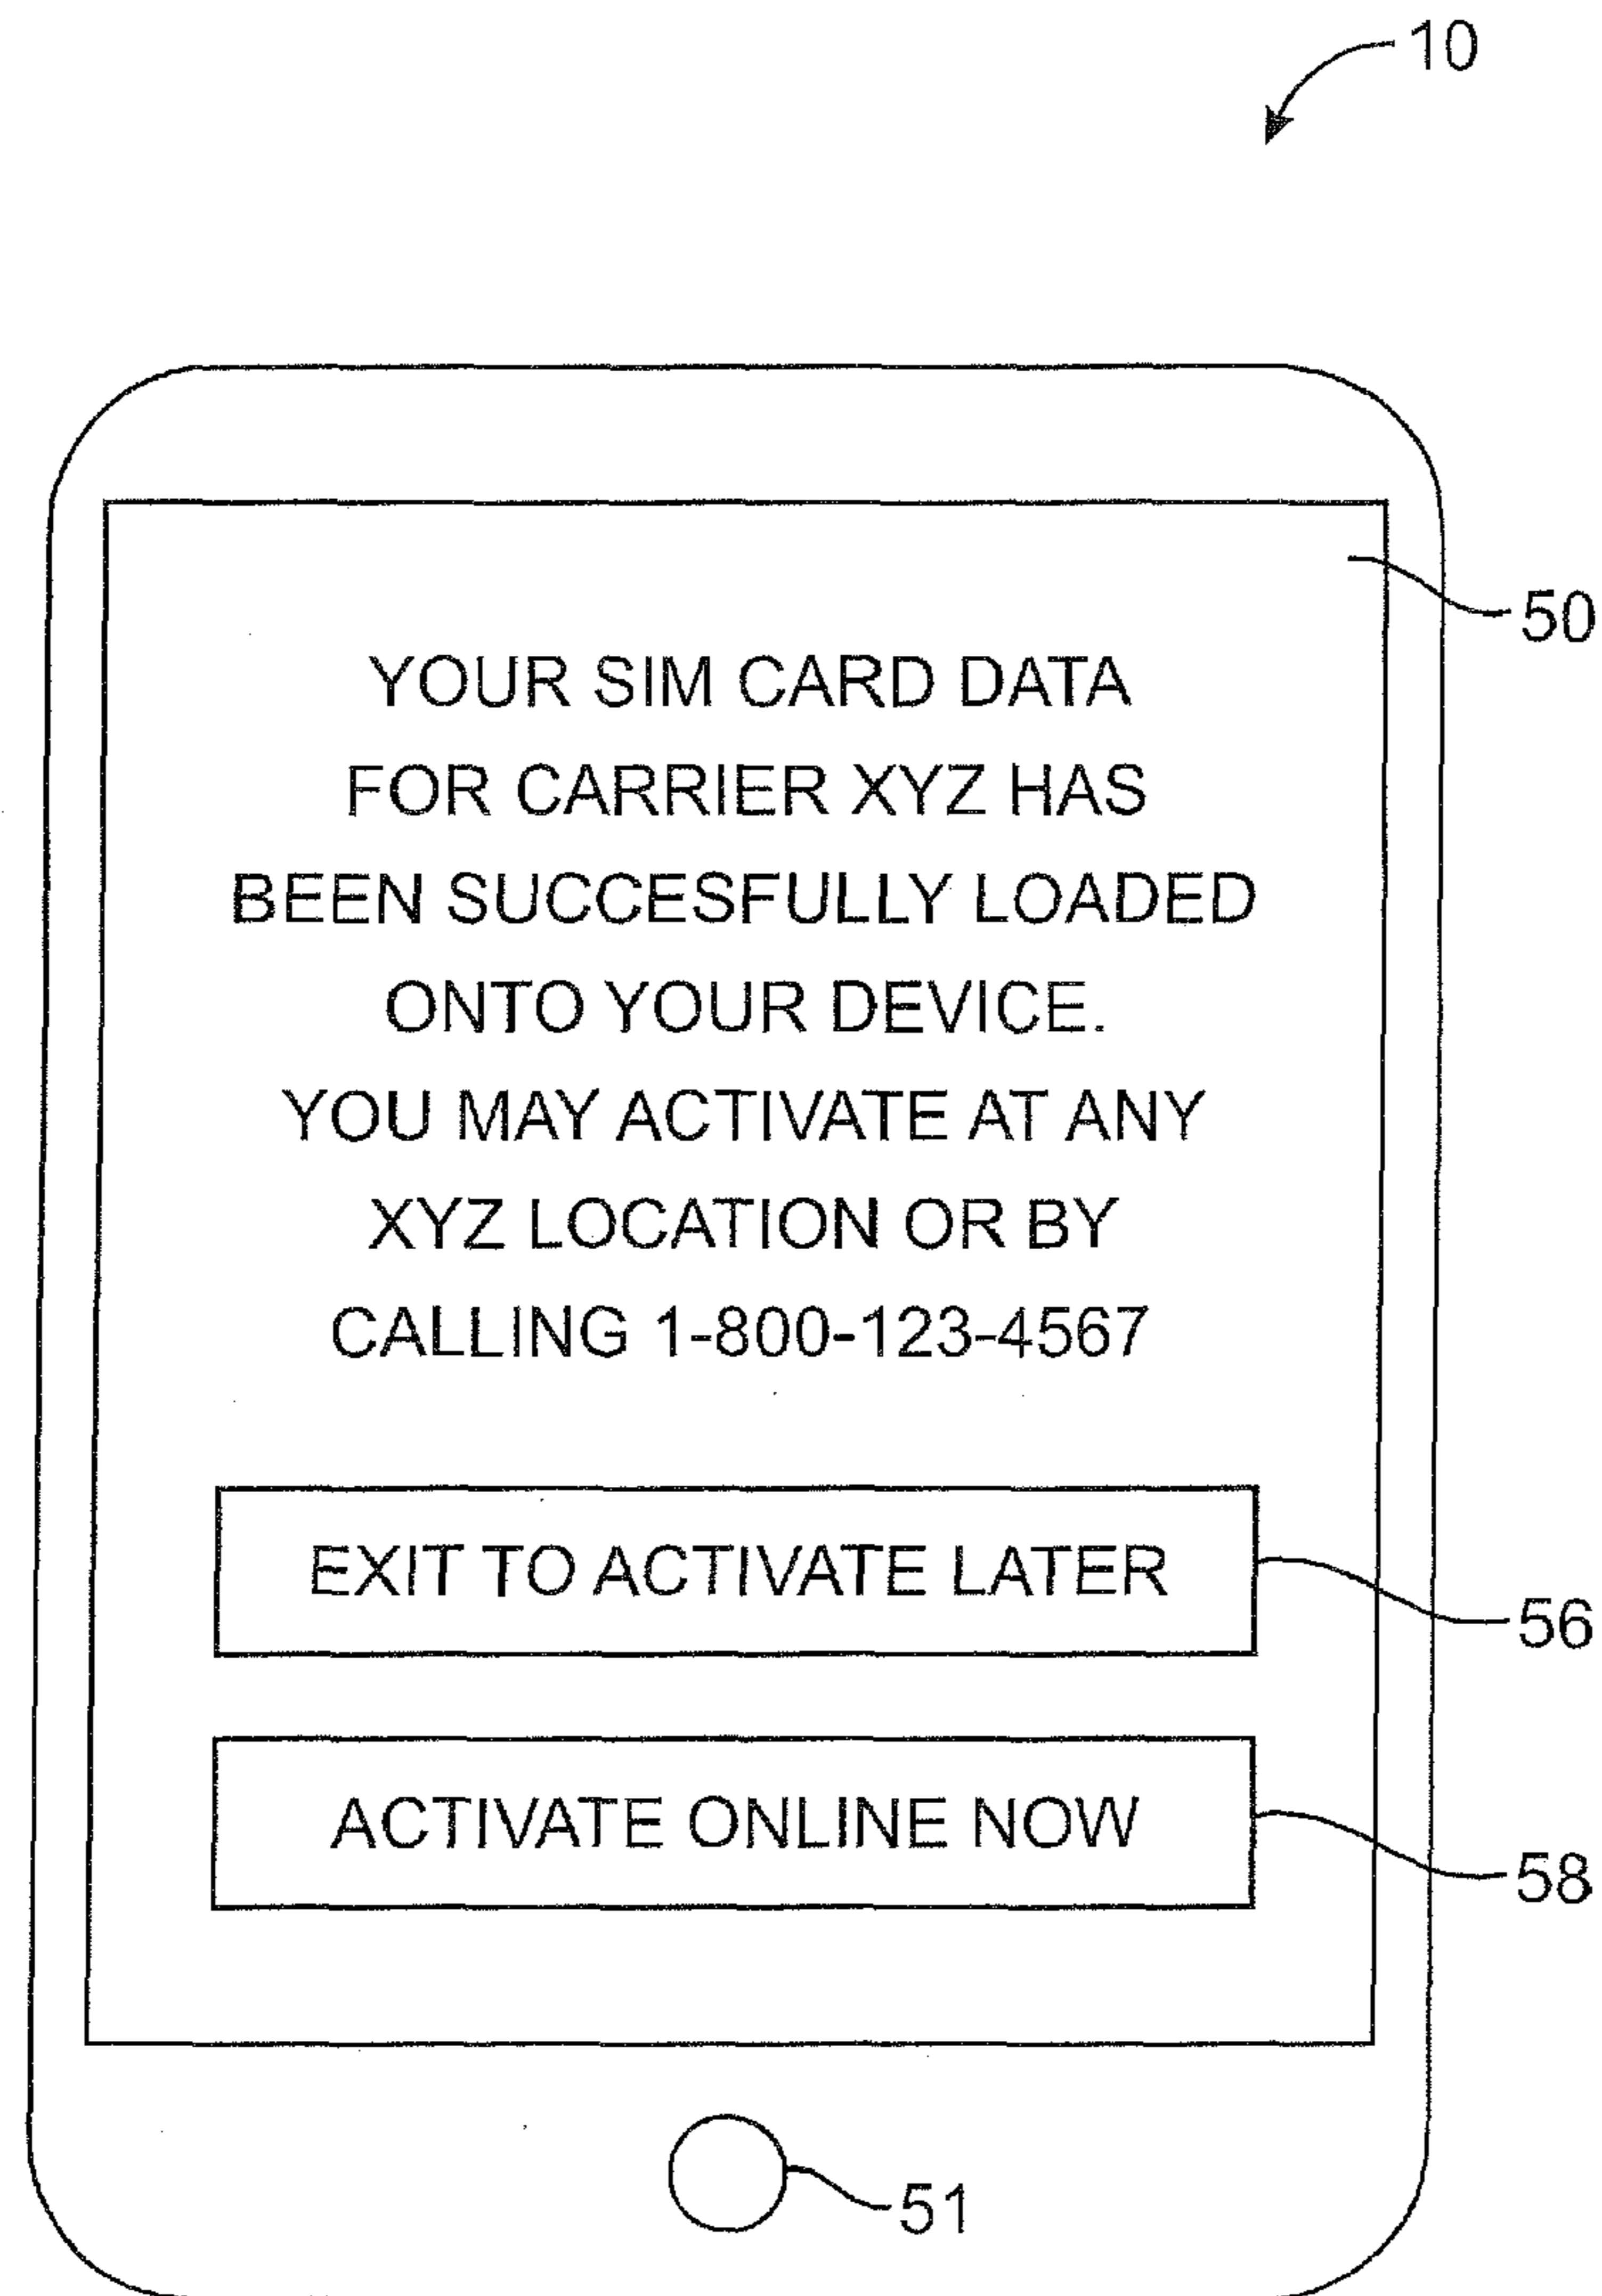 10
50
YOUR SIM CARD DATA
FOR CARRIER XYZ HAS
BEEN SUCCESFULLY LOADED
ONTO YOUR DEVICE.
YOU MAY ACTIVATE AT ANY
XYZ LOCATION OR BY
CALLING 1-800-123-4567
EXIT TO ACTIVATE LATER
56
ACTIVATE ONLINE NOW
58
51